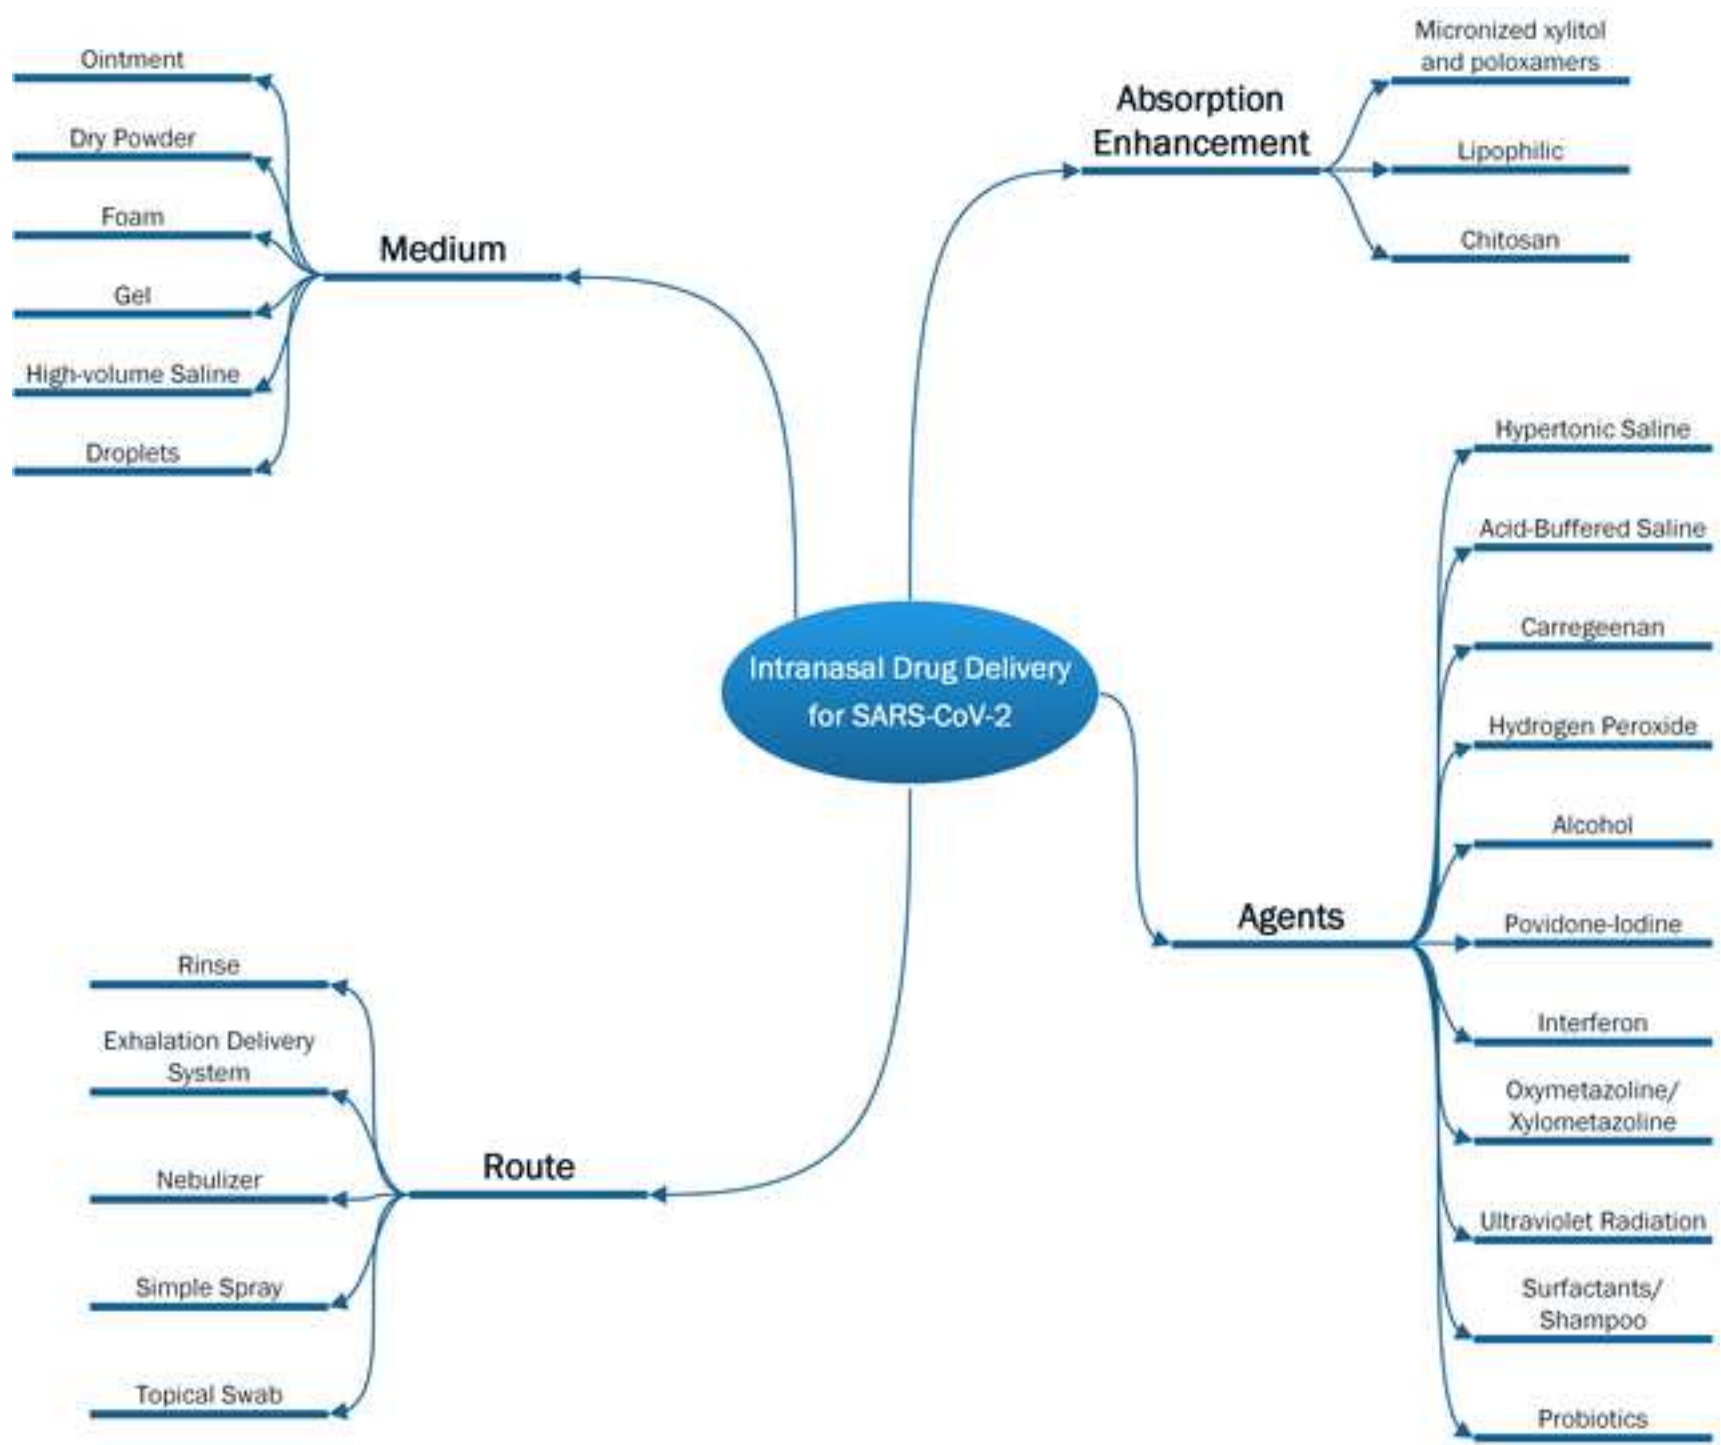 Ointment
Dry Powder
Foam
Gel
High-volume Saline
Droplets
Medium
Absorption
Enhancement
Micronized xylitol
and poloxamers
Lipophilic
Chitosan
Intranasal Drug Delivery
for SARS-CoV-2
Agents
Hypertonic Saline
Acid-Buffered Saline
Carregeenan
Hydrogen Peroxide
Alcohol
Povidone-Iodine
Interferon
Oxymetazoline/
Xylometazoline
Ultraviolet Radiation
Surfactants/
Shampoo
Probiotics
Route
Rinse
Exhalation Delivery
System
Nebulizer
Simple Spray
Topical Swab